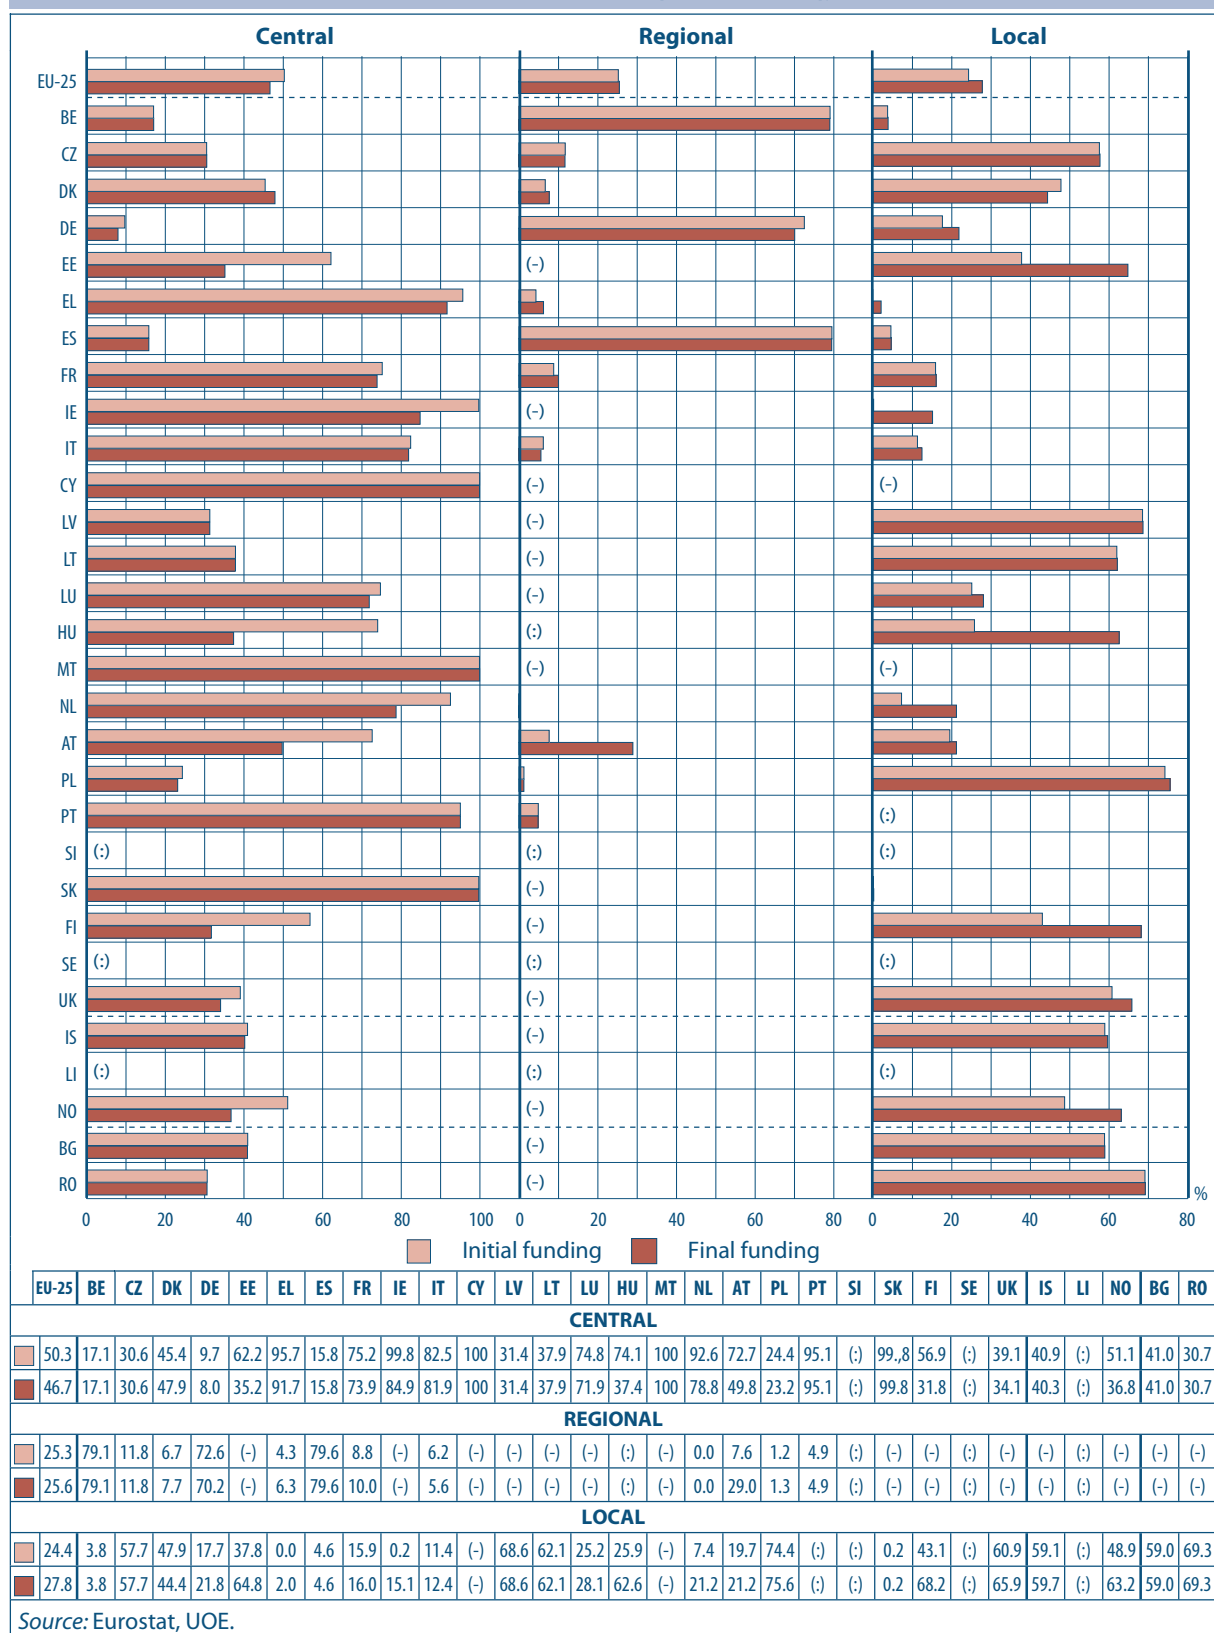 Central Regional Local
EU-25
BE
CZ
DK
DE
EE (-)
EL
ES
FR
IE (-)
IT
CY (-) (-)
LV (-)
LT (-)
LU (-)
HU (:)
MT (-) (-)
NL
AT
PL
PT (:)
SI (:) (:) (:)
SK (-)
FI (-)
SE (:) (:) (:)
UK (-)
IS (-)
LI (:) (:) (:)
NO (-)
BG (-)
RO (-)
%
0 20 40 60 80 100 0 20 40 60 80 0 20 40 60 80
Initial funding Final funding
EU-25 BE CZ DK DE EE EL ES FR IE IT CY LV LT LU HU MT NL AT PL PT SI SK FI SE UK IS LI NO BG RO
CENTRAL
50.3 17.1 30.6 45.4 9.7 62.2 95.7 15.8 75.2 99.8 82.5 100 31.4 37.9 74.8 74.1 100 92.6 72.7 24.4 95.1 (:) 99.,8 56.9 (:) 39.1 40.9 (:) 51.1 41.0 30.7
46.7 17.1 30.6 47.9 8.0 35.2 91.7 15.8 73.9 84.9 81.9 100 31.4 37.9 71.9 37.4 100 78.8 49.8 23.2 95.1 (:) 99.8 31.8 (:) 34.1 40.3 (:) 36.8 41.0 30.7
REGIONAL
25.3 79.1 11.8 6.7 72.6 (-) 4.3 79.6 8.8 (-) 6.2 (-) (-) (-) (-) (:) (-) 0.0 7.6 1.2 4.9 (:) (-) (-) (:) (-) (-) (:) (-) (-) (-)
25.6 79.1 11.8 7.7 70.2 (-) 6.3 79.6 10.0 (-) 5.6 (-) (-) (-) (-) (:) (-) 0.0 29.0 1.3 4.9 (:) (-) (-) (:) (-) (-) (:) (-) (-) (-)
LOCAL
24.4 3.8 57.7 47.9 17.7 37.8 0.0 4.6 15.9 0.2 11.4 (-) 68.6 62.1 25.2 25.9 (-) 7.4 19.7 74.4 (:) (:) 0.2 43.1 (:) 60.9 59.1 (:) 48.9 59.0 69.3
27.8 3.8 57.7 44.4 21.8 64.8 2.0 4.6 16.0 15.1 12.4 (-) 68.6 62.1 28.1 62.6 (-) 21.2 21.2 75.6 (:) (:) 0.2 68.2 (:) 65.9 59.7 (:) 63.2 59.0 69.3
Source: Eurostat, UOE.